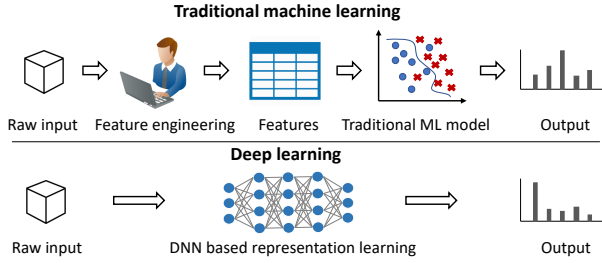 Traditional machine learning
Raw input
Feature engineering
Features
Traditional ML model
Output
Deep learning
Raw input
DNN based representation learning
Output